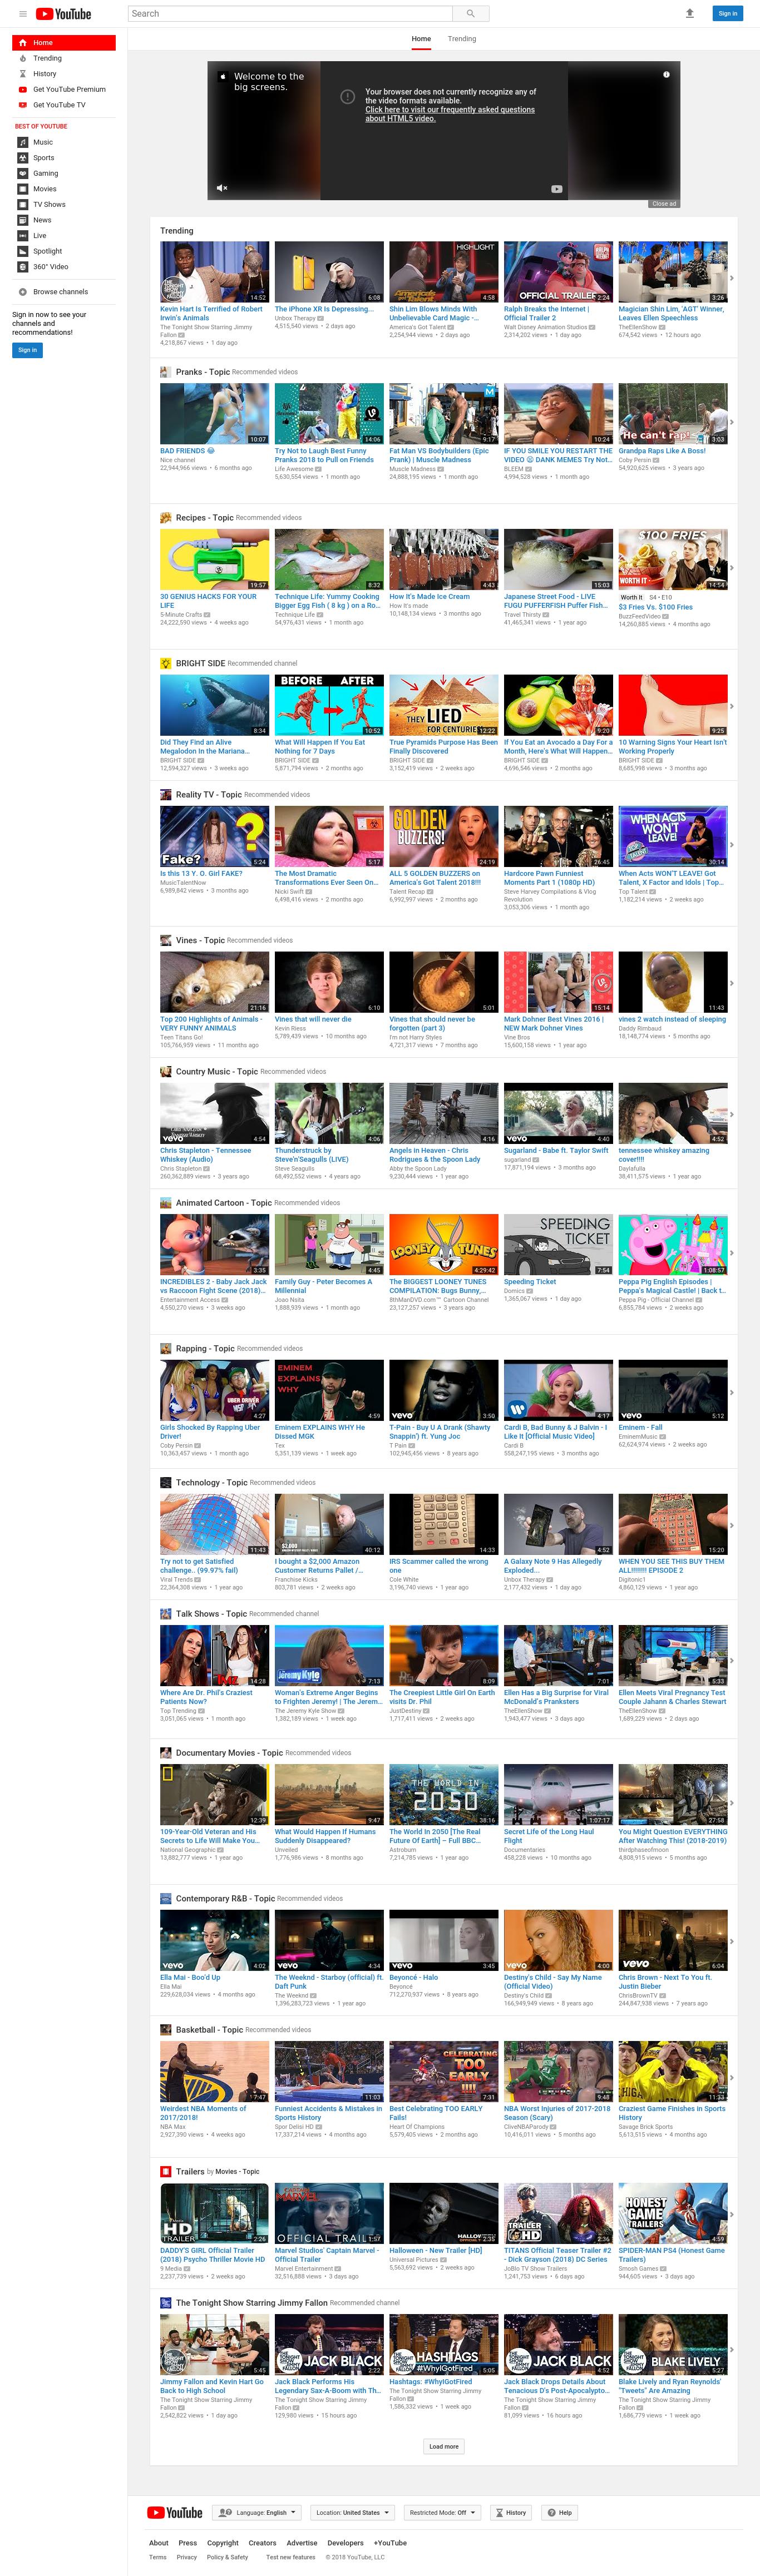 YouTube
Search
Sign in
Home
Trending
History
Get YouTube Premium
Get YouTube TV
BEST OF YOUTUBE
Music
Sports
Gaming
Movies
TV Shows
News
Live
Spotlight
360° Video
Browse channels
Sign in now to see your
channels and
recommendations!
Sign in
Home
Trending
Welcome to the
big screens.
Your browser does not currently recognize any of
the video formats available.
Click here to visit our frequently asked questions
about HTML5 video.
Close ad
Trending
Kevin Hart Is Terrified of Robert
Irwin's Animals
The Tonight Show Starring Jimmy
Fallon
4,218,867 views • 1 day ago
The iPhone XR Is Depressing...
Unbox Therapy
4,515,540 views • 2 days ago
Shin Lim Blows Minds With
Unbelievable Card Magic -...
America's Got Talent
2,254,944 views • 2 days ago
Ralph Breaks the Internet |
Official Trailer 2
Walt Disney Animation Studios
2,314,202 views • 1 day ago
Magician Shin Lim, 'AGT' Winner,
Leaves Ellen Speechless
TheEllenShow
674,542 views • 12 hours ago
Pranks - Topic Recommended videos
BAD FRIENDS 😂
Nice channel
22,944,966 views • 6 months ago
Try Not to Laugh Best Funny
Pranks 2018 to Pull on Friends
Life Awesome
5,630,554 views • 1 month ago
Fat Man VS Bodybuilders (Epic
Prank) | Muscle Madness
Muscle Madness
24,888,195 views • 1 month ago
IF YOU SMILE YOU RESTART THE
VIDEO 😦 DANK MEMES Try Not...
BLEEM
4,994,528 views • 1 month ago
Grandpa Raps Like A Boss!
Coby Persin
54,920,625 views • 3 years ago
Recipes - Topic Recommended videos
30 GENIUS HACKS FOR YOUR
LIFE
5-Minute Crafts
24,222,590 views • 4 weeks ago
Technique Life: Yummy Cooking
Bigger Egg Fish ( 8 kg ) on a Ro...
Technique Life
54,976,431 views • 1 month ago
How It's Made Ice Cream
How It's made
10,148,134 views • 3 months ago
Japanese Street Food - LIVE
FUGU PUFFERFISH Puffer Fish...
Travel Thirsty
41,465,341 views • 1 year ago
Worth It S4 • E10
$3 Fries Vs. $100 Fries
BuzzFeedVideo
14,260,885 views • 4 months ago
BRIGHT SIDE Recommended channel
Did They Find an Alive
Megalodon In the Mariana...
BRIGHT SIDE
12,594,327 views • 3 weeks ago
What Will Happen If You Eat
Nothing for 7 Days
BRIGHT SIDE
5,871,794 views • 2 months ago
True Pyramids Purpose Has Been
Finally Discovered
BRIGHT SIDE
3,152,419 views • 2 weeks ago
If You Eat an Avocado a Day For a
Month, Here's What Will Happen...
BRIGHT SIDE
4,696,546 views • 2 months ago
10 Warning Signs Your Heart Isn't
Working Properly
BRIGHT SIDE
8,685,998 views • 3 months ago
Reality TV - Topic Recommended videos
Is this 13 Y. O. Girl FAKE?
MusicTalentNow
6,989,842 views • 3 months ago
The Most Dramatic
Transformations Ever Seen On...
Nicki Swift
6,498,416 views • 2 months ago
ALL 5 GOLDEN BUZZERS on
America's Got Talent 2018!!!
Talent Recap
6,992,997 views • 2 months ago
Hardcore Pawn Funniest
Moments Part 1 (1080p HD)
Steve Harvey Compilations & Vlog
Revolution
3,053,306 views • 1 month ago
When Acts WON'T LEAVE! Got
Talent, X Factor and Idols | Top...
Top Talent
1,182,214 views • 2 weeks ago
Vines - Topic Recommended videos
Top 200 Highlights of Animals -
VERY FUNNY ANIMALS
Teen Titans Go!
105,766,959 views • 11 months ago
Vines that will never die
Kevin Riess
5,789,439 views • 10 months ago
Vines that should never be
forgotten (part 3)
I'm not Harry Styles
4,721,317 views • 7 months ago
Mark Dohner Best Vines 2016 |
NEW Mark Dohner Vines
Vine Bros
15,600,158 views • 1 year ago
vines 2 watch instead of sleeping
Daddy Rimbaud
18,148,774 views • 5 months ago
Country Music - Topic Recommended videos
Chris Stapleton - Tennessee
Whiskey (Audio)
Chris Stapleton
260,362,889 views • 3 years ago
Thunderstruck by
Steve'n'Seagulls (LIVE)
Steve Seagulls
68,492,552 views • 4 years ago
Angels in Heaven - Chris
Rodrigues & the Spoon Lady
Abby the Spoon Lady
9,230,444 views • 1 year ago
Sugarland - Babe ft. Taylor Swift
sugarland
17,871,194 views • 3 months ago
tennessee whiskey amazing
cover!!!!
Daylafulla
38,411,575 views • 1 year ago
Animated Cartoon - Topic Recommended videos
INCREDIBLES 2 - Baby Jack Jack
vs Raccoon Fight Scene (2018)...
Entertainment Access
4,550,270 views • 3 weeks ago
Family Guy - Peter Becomes A
Millennial
Joao Nsita
1,888,939 views • 1 month ago
The BIGGEST LOONEY TUNES
COMPILATION: Bugs Bunny,...
8thManDVD.com™ Cartoon Channel
23,127,257 views • 3 years ago
Speeding Ticket
Domics
1,365,067 views • 1 day ago
Peppa Pig English Episodes |
Peppa's Magical Castle! | Back t...
Peppa Pig - Official Channel
6,855,784 views • 2 weeks ago
Rapping - Topic Recommended videos
Girls Shocked By Rapping Uber
Driver!
Coby Persin
10,363,457 views • 1 month ago
Eminem EXPLAINS WHY He
Dissed MGK
Tex
5,351,139 views • 1 week ago
T-Pain - Buy U A Drank (Shawty
Snappin') ft. Yung Joc
T Pain
102,945,456 views • 8 years ago
Cardi B, Bad Bunny & J Balvin - I
Like It [Official Music Video]
Cardi B
558,247,195 views • 3 months ago
Eminem - Fall
EminemMusic
62,624,974 views • 2 weeks ago
Technology - Topic Recommended videos
Try not to get Satisfied
challenge.. (99.97% fail)
Viral Trends
22,364,308 views • 1 year ago
I bought a $2,000 Amazon
Customer Returns Pallet /...
Franchise Kicks
803,781 views • 2 weeks ago
IRS Scammer called the wrong
one
Cole White
3,196,740 views • 1 year ago
A Galaxy Note 9 Has Allegedly
Exploded...
Unbox Therapy
2,177,432 views • 1 day ago
WHEN YOU SEE THIS BUY THEM
ALL!!!!!!!! EPISODE 2
Digitonic1
4,860,129 views • 1 year ago
Talk Shows - Topic Recommended channel
Where Are Dr. Phil's Craziest
Patients Now?
Top Trending
3,051,065 views • 1 month ago
Woman's Extreme Anger Begins
to Frighten Jeremy! | The Jerem...
The Jeremy Kyle Show
1,382,189 views • 1 week ago
The Creepiest Little Girl On Earth
visits Dr. Phil
JustDestiny
1,717,411 views • 2 weeks ago
Ellen Has a Big Surprise for Viral
McDonald's Pranksters
TheEllenShow
1,943,477 views • 3 days ago
Ellen Meets Viral Pregnancy Test
Couple Jahann & Charles Stewart
TheEllenShow
1,689,229 views • 2 days ago
Documentary Movies - Topic Recommended videos
109-Year-Old Veteran and His
Secrets to Life Will Make You...
National Geographic
13,882,777 views • 1 year ago
What Would Happen If Humans
Suddenly Disappeared?
Unveiled
1,776,986 views • 8 months ago
The World In 2050 [The Real
Future Of Earth] – Full BBC...
Astroburn
7,214,785 views • 1 year ago
Secret Life of the Long Haul
Flight
Documentaries
458,228 views • 10 months ago
You Might Question EVERYTHING
After Watching This! (2018-2019)
thirdphaseofmoon
4,808,915 views • 5 months ago
Contemporary R&B - Topic Recommended videos
Ella Mai - Boo'd Up
Ella Mai
229,628,034 views • 4 months ago
The Weeknd - Starboy (official) ft.
Daft Punk
The Weeknd
1,396,283,723 views • 1 year ago
Beyoncé - Halo
Beyoncé
712,270,937 views • 8 years ago
Destiny's Child - Say My Name
(Official Video)
Destiny's Child
166,949,949 views • 8 years ago
Chris Brown - Next To You ft.
Justin Bieber
ChrisBrownTV
244,847,938 views • 7 years ago
Basketball - Topic Recommended videos
Weirdest NBA Moments of
2017/2018!
NBA Max
2,927,390 views • 4 weeks ago
Funniest Accidents & Mistakes in
Sports History
Spor Delisi HD
17,337,214 views • 4 months ago
Best Celebrating TOO EARLY
Fails!
Heart Of Champions
5,579,405 views • 2 months ago
NBA Worst Injuries of 2017-2018
Season (Scary)
CliveNBAParody
10,416,011 views • 5 months ago
Craziest Game Finishes in Sports
History
Savage Brick Sports
5,613,515 views • 4 months ago
Trailers by Movies - Topic
DADDY'S GIRL Official Trailer
(2018) Psycho Thriller Movie HD
9 Media
2,237,739 views • 2 weeks ago
Marvel Studios' Captain Marvel -
Official Trailer
Marvel Entertainment
32,516,888 views • 3 days ago
Halloween - New Trailer [HD]
Universal Pictures
5,563,692 views • 2 weeks ago
TITANS Official Teaser Trailer #2
- Dick Grayson (2018) DC Series
JoBlo TV Show Trailers
1,241,753 views • 6 days ago
SPIDER-MAN PS4 (Honest Game
Trailers)
Smosh Games
944,605 views • 3 days ago
The Tonight Show Starring Jimmy Fallon Recommended channel
Jimmy Fallon and Kevin Hart Go
Back to High School
The Tonight Show Starring Jimmy
Fallon
2,542,822 views • 1 day ago
Jack Black Performs His
Legendary Sax-A-Boom with Th...
The Tonight Show Starring Jimmy
Fallon
129,980 views • 15 hours ago
Hashtags: #WhyIGotFired
The Tonight Show Starring Jimmy
Fallon
1,586,332 views • 1 week ago
Jack Black Drops Details About
Tenacious D's Post-Apocalypto...
The Tonight Show Starring Jimmy
Fallon
81,099 views • 16 hours ago
Blake Lively and Ryan Reynolds'
"Tweets" Are Amazing
The Tonight Show Starring Jimmy
Fallon
1,686,779 views • 1 week ago
Load more
YouTube
Language: English
Location: United States
Restricted Mode: Off
History
Help
About Press Copyright Creators Advertise Developers +YouTube
Terms Privacy Policy & Safety Test new features © 2018 YouTube, LLC